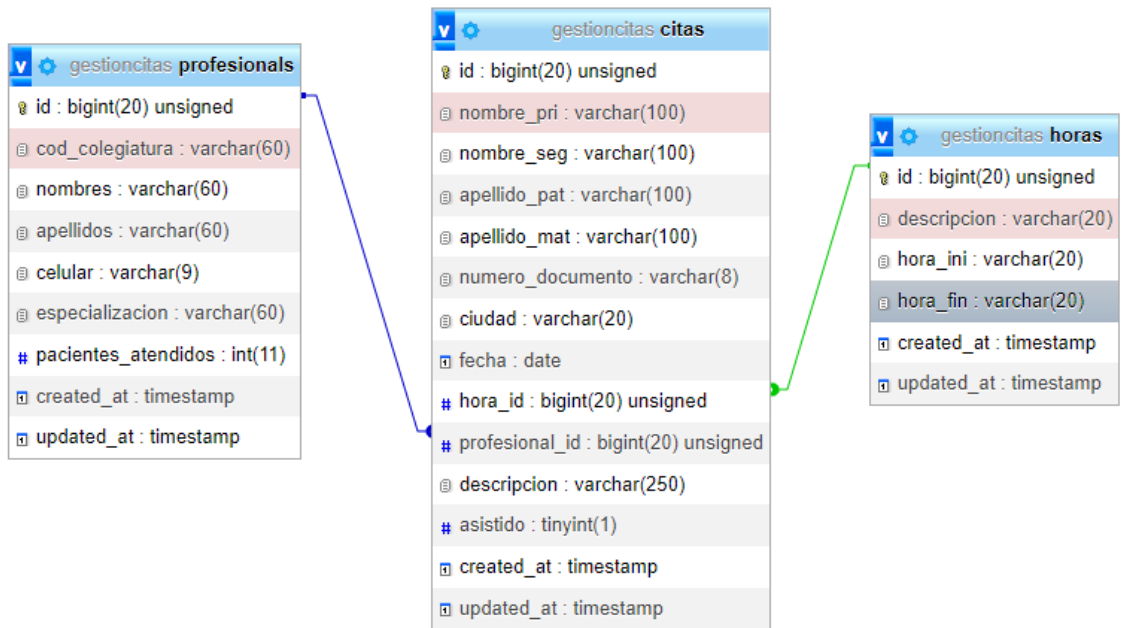 gestioncitas profesionals
id : bigint(20) unsigned
cod_colegiatura : varchar(60)
nombres : varchar(60)
apellidos : varchar(60)
celular : varchar(9)
especializacion : varchar(60)
# pacientes_atendidos : int(11)
created_at : timestamp
updated_at : timestamp
gestioncitas citas
id : bigint(20) unsigned
nombre_pri : varchar(100)
nombre_seg : varchar(100)
apellido_pat : varchar(100)
apellido_mat : varchar(100)
numero_documento : varchar(8)
ciudad : varchar(20)
fecha : date
# hora_id : bigint(20) unsigned
# profesional_id : bigint(20) unsigned
descripcion : varchar(250)
# asistido : tinyint(1)
created_at : timestamp
updated_at : timestamp
gestioncitas horas
id : bigint(20) unsigned
descripcion : varchar(20)
hora_ini : varchar(20)
hora_fin : varchar(20)
created_at : timestamp
updated_at : timestamp